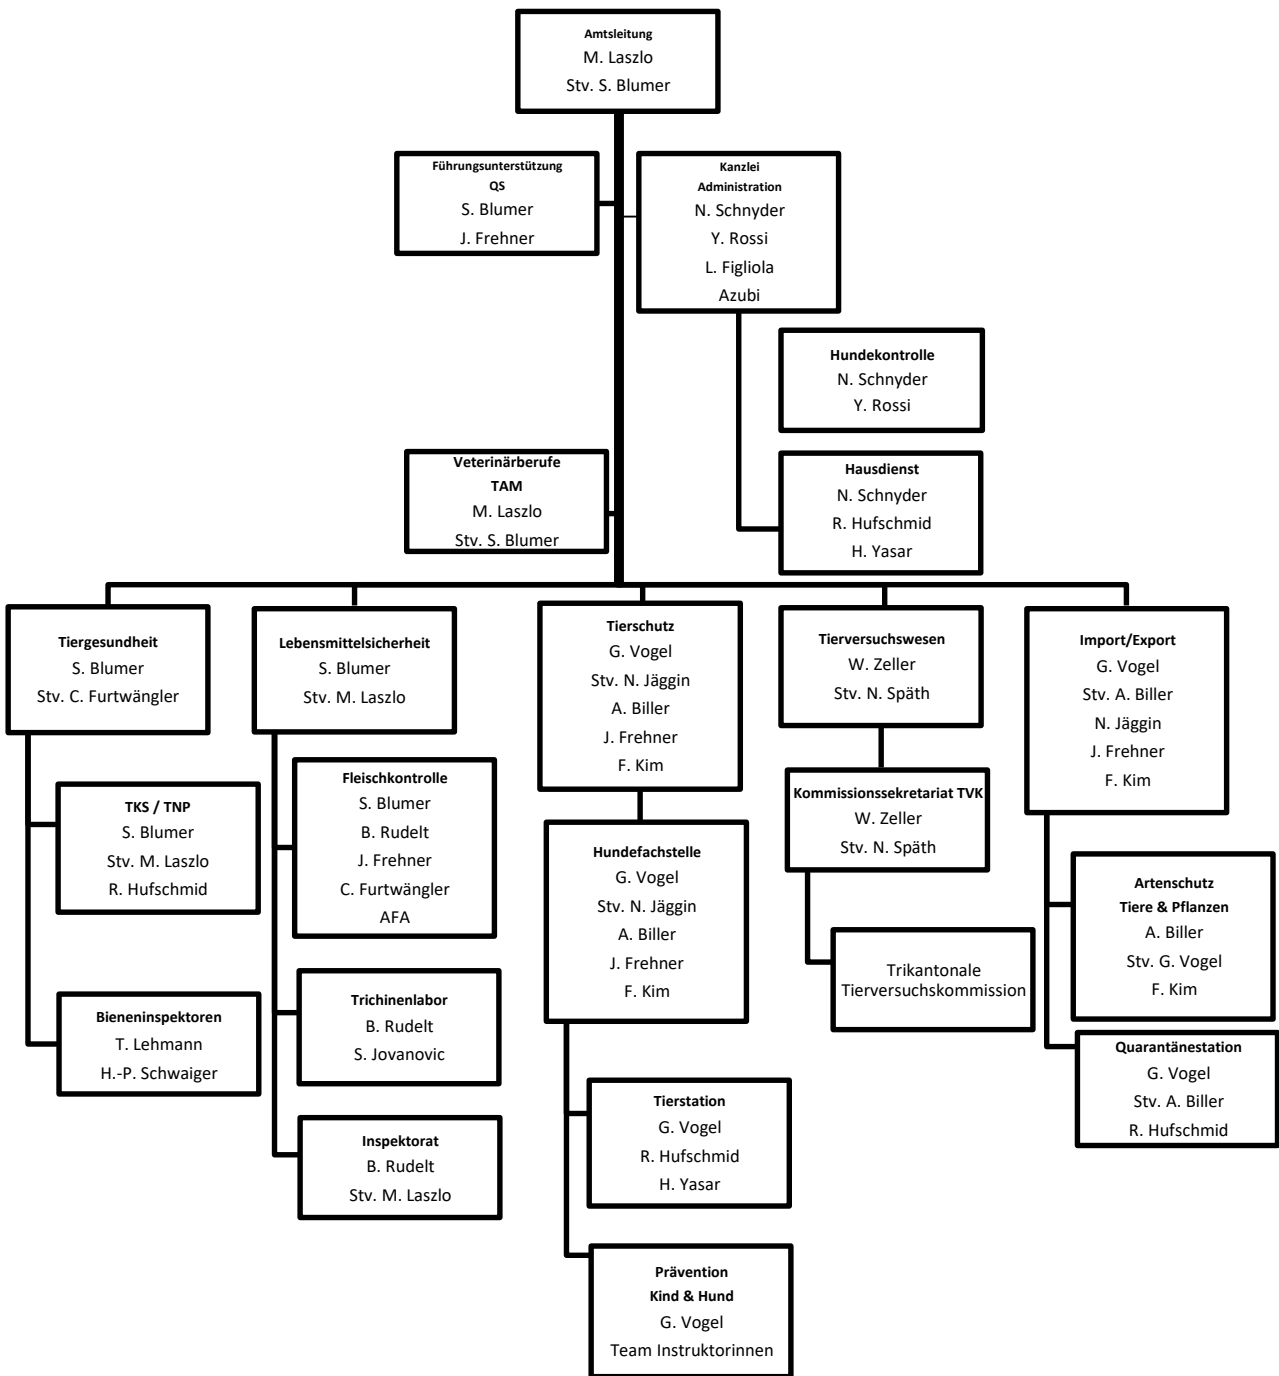 Amtsleitung
M. Laszlo
Stv. S. Blumer
Führungsunterstützung
QS
S. Blumer
J. Frehner
Kanzlei
Administration
N. Schnyder
Y. Rossi
L. Figliola
Azubi
Hundekontrolle
N. Schnyder
Y. Rossi
Veterinärberufe
TAM
M. Laszlo
Stv. S. Blumer
Hausdienst
N. Schnyder
R. Hufschmid
H. Yasar
Tiergesundheit
S. Blumer
Stv. C. Furtwängler
TKS / TNP
S. Blumer
Stv. M. Laszlo
R. Hufschmid
Bieneninspektoren
T. Lehmann
H.-P. Schwaiger
Lebensmittelsicherheit
S. Blumer
Stv. M. Laszlo
Fleischkontrolle
S. Blumer
B. Rudelt
J. Frehner
C. Furtwängler
AFA
Trichinenlabor
B. Rudelt
S. Jovanovic
Inspektorat
B. Rudelt
Stv. M. Laszlo
Tierschutz
G. Vogel
Stv. N. Jäggin
A. Biller
J. Frehner
F. Kim
Hundefachstelle
G. Vogel
Stv. N. Jäggin
A. Biller
J. Frehner
F. Kim
Tierstation
G. Vogel
R. Hufschmid
H. Yasar
Prävention
Kind & Hund
G. Vogel
Team Instruktorinnen
Tierversuchswesen
W. Zeller
Stv. N. Späth
Kommissionssekretariat TVK
W. Zeller
Stv. N. Späth
Trikantonale
Tierversuchskommission
Import/Export
G. Vogel
Stv. A. Biller
N. Jäggin
J. Frehner
F. Kim
Artenschutz
Tiere & Pflanzen
A. Biller
Stv. G. Vogel
F. Kim
Quarantänestation
G. Vogel
Stv. A. Biller
R. Hufschmid